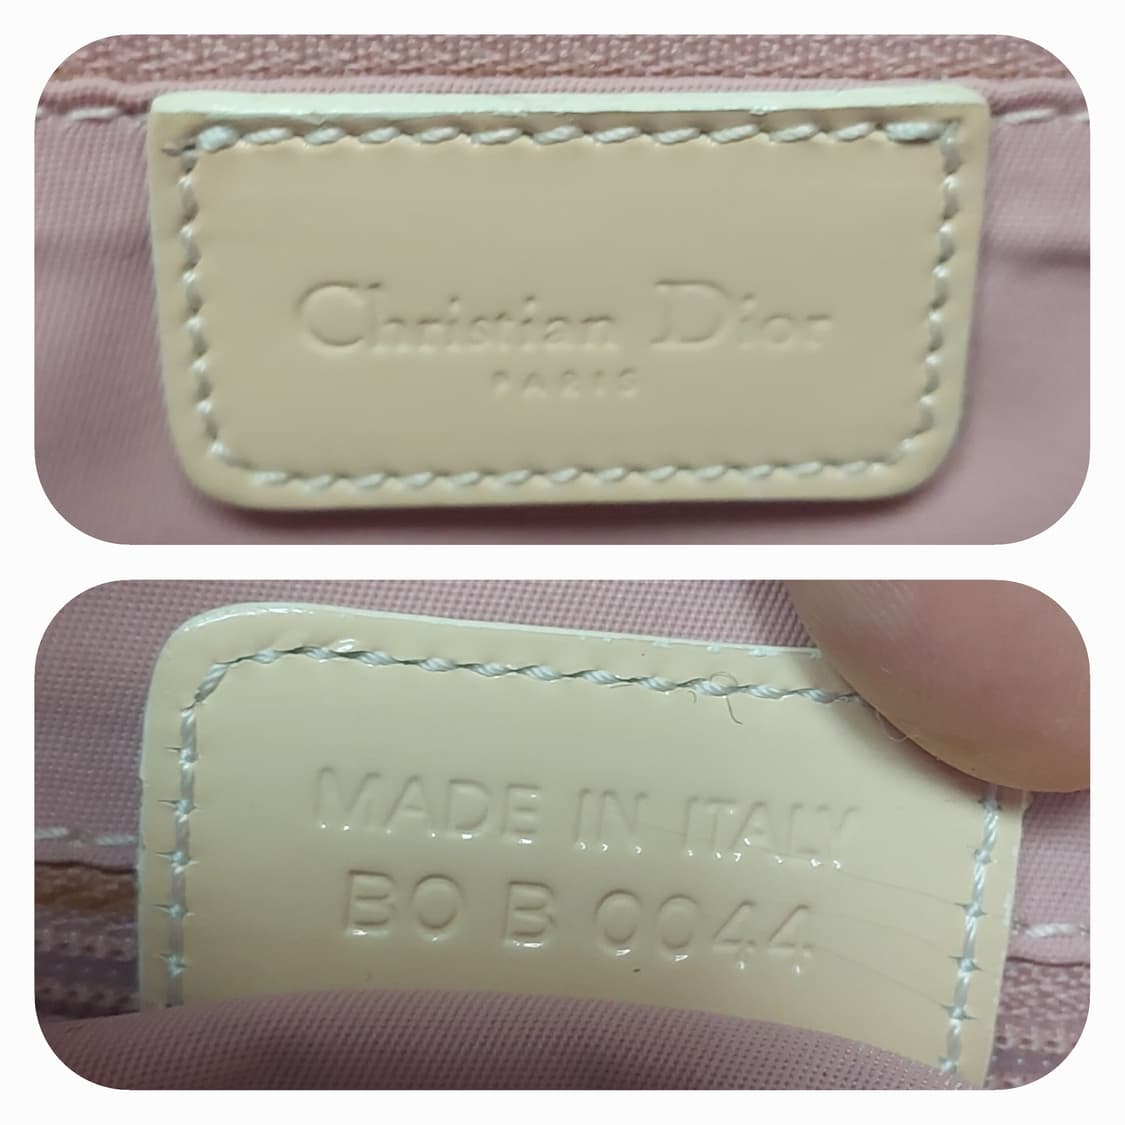 Christian Dior
PARIS
MADE IN ITALY
BO B 0044